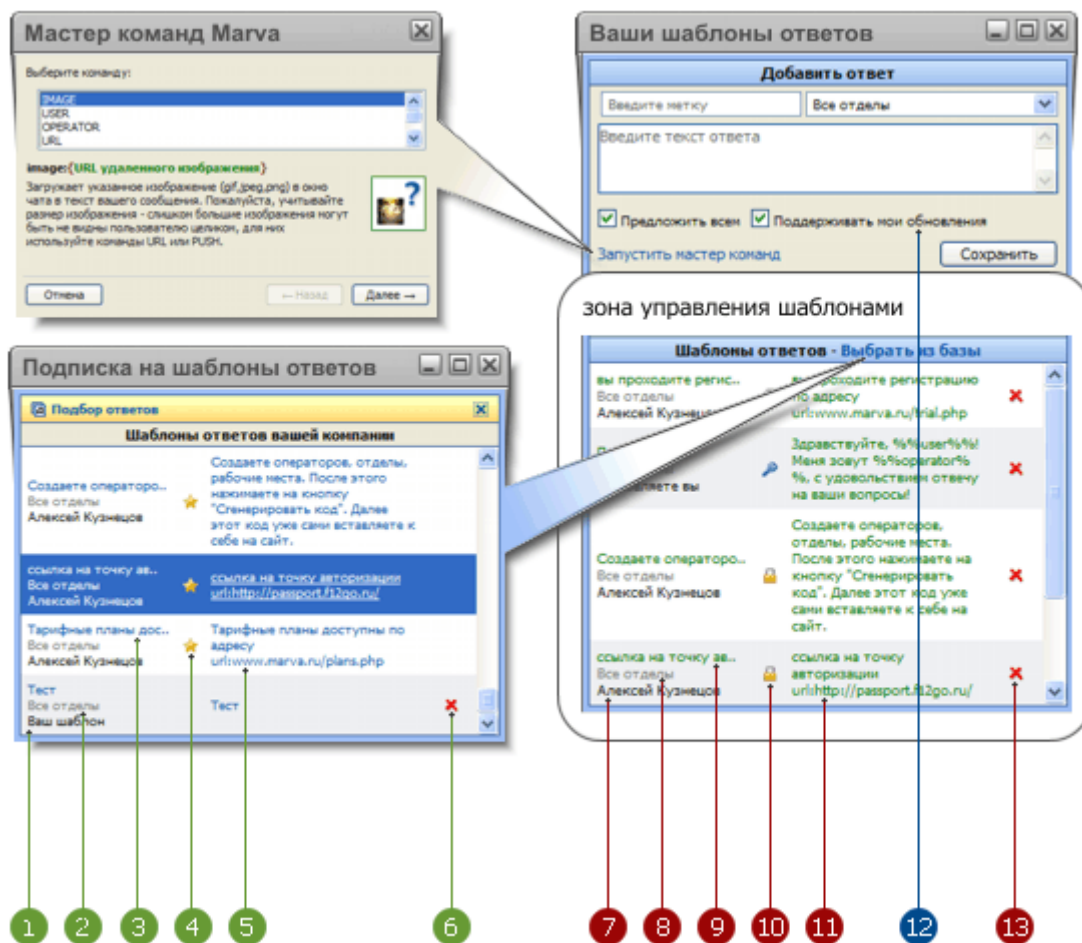 Мастер команд Marva
Выберите команду:
IMAGE
USER
OPERATOR
URL
image:{URL удаленного изображения}
Загружает указанное изображение (gif,jpeg,png) в окно
чата в текст вашего сообщения. Пожалуйста, учитывайте
размер изображения - слишком большие изображения могут
быть не видны пользователю целиком, для них
используйте команды URL или PUSH.
Отмена
←Назад
Далее →
Ваши шаблоны ответов
Добавить ответ
Введите метку
Все отделы
Введите текст ответа
Предложить всем
Поддерживать мои обновления
Запустить мастер команд
Сохранить
зона управления шаблонами
Шаблоны ответов - Выбрать из базы
вы проходите регис..
Все отделы
Алексей Кузнецов
вы проходите регистрацию
по адресу
url:www.marva.ru/trial.php
вы
Здравствуйте, %%user%%!
Меня зовут %%operator%
%, с удовольствием отвечу
на ваши вопросы!
Создаете операторо..
Все отделы
Алексей Кузнецов
Создаете операторов,
отделы, рабочие места.
После этого нажимаете на
кнопку "Сгенерировать
код". Далее этот код уже
сами вставляете к себе на
сайт.
ссылка на точку ав..
Все отделы
Алексей Кузнецов
ссылка на точку
авторизации
url:http://passport.f12go.ru/
Подписка на шаблоны ответов
Подбор ответов
Шаблоны ответов вашей компании
Создаете операторо..
Все отделы
Алексей Кузнецов
Создаете операторов, отделы,
рабочие места. После этого
нажимаете на кнопку
"Сгенерировать код". Далее
этот код уже сами вставляете к
себе на сайт.
ссылка на точку ав..
Все отделы
Алексей Кузнецов
ссылка на точку авторизации
url:http://passport.f12go.ru/
Тарифные планы дос..
Все отделы
Алексей Кузнецов
Тарифные планы доступны по
адресу
url:www.marva.ru/plans.php
Тест
Все отделы
Ваш шаблон
Тест
1 2 3 4 5 6 7 8 9 10 11 12 13